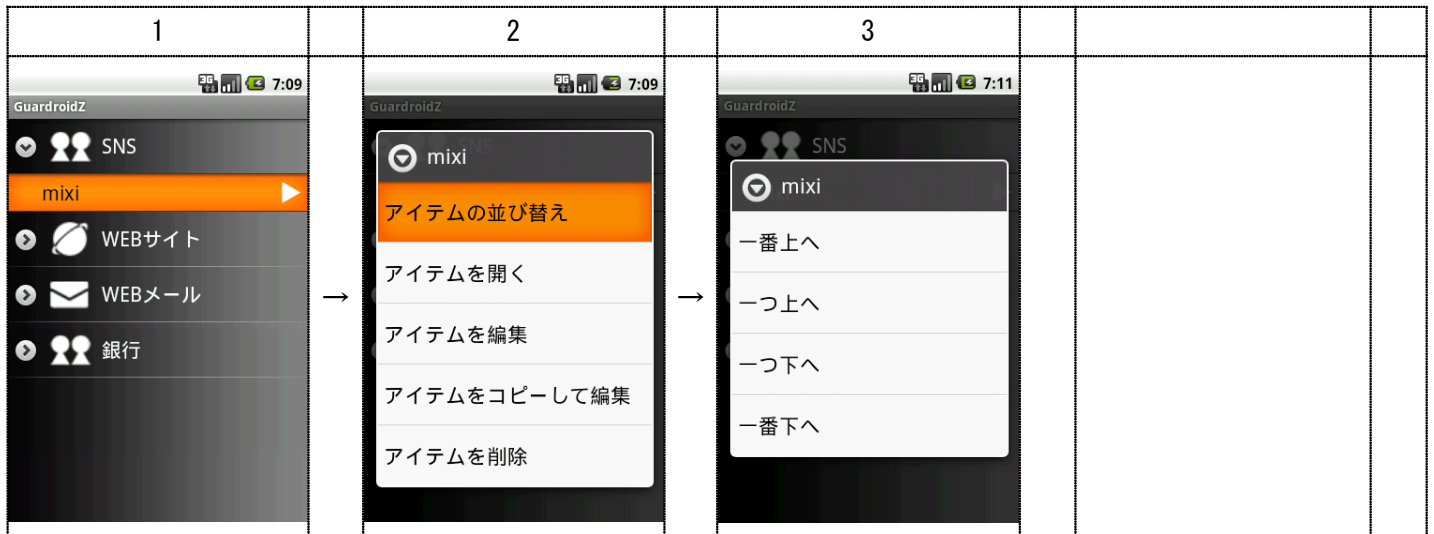 1
2
3
3G 7:09
GuardroidZ
SNS
mixi
WEBサイト
WEBメール
銀行
→
3G 7:09
GuardroidZ
mixi
アイテムの並び替え
アイテムを開く
アイテムを編集
アイテムをコピーして編集
アイテムを削除
→
3G 7:11
GuardroidZ
SNS
mixi
一番上へ
一つ上へ
一つ下へ
一番下へ